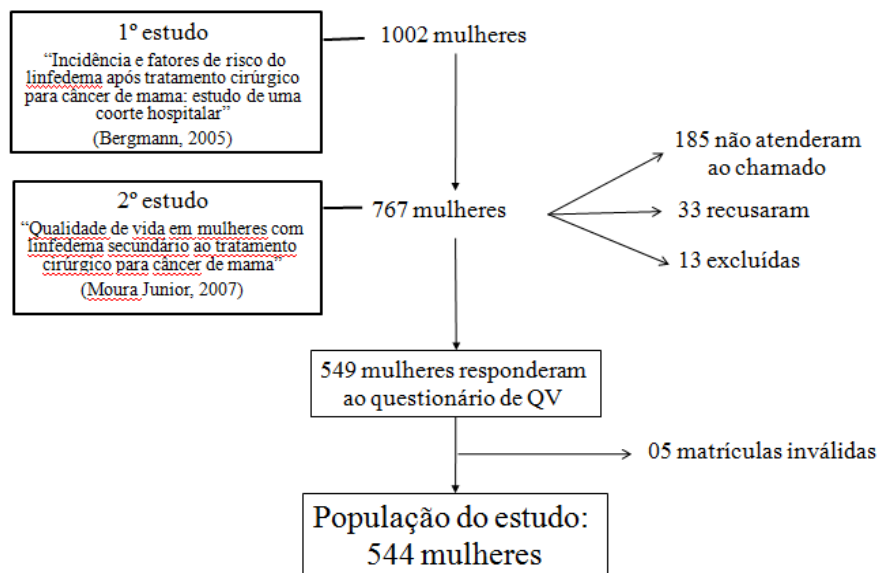 1º estudo
“Incidência e fatores de risco do
linfedema após tratamento cirúrgico
para câncer de mama: estudo de uma
coorte hospitalar”
(Bergmann, 2005)
1002 mulheres
185 não atenderam
ao chamado
2º estudo
“Qualidade de vida em mulheres com
linfedema secundário ao tratamento
cirúrgico para câncer de mama”
(Moura Junior, 2007)
767 mulheres
33 recusaram
13 excluídas
549 mulheres responderam
ao questionário de QV
05 matrículas inválidas
População do estudo:
544 mulheres